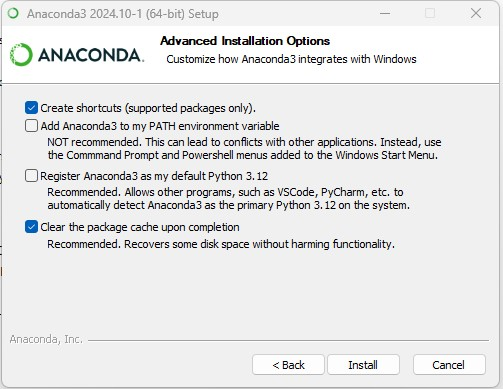 Anaconda3 2024.10-1 (64-bit) Setup
ANACONDA.
Advanced Installation Options
Customize how Anaconda3 integrates with Windows
Create shortcuts (supported packages only).
Add Anaconda3 to my PATH environment variable
NOT recommended. This can lead to conflicts with other applications. Instead, use
the Commmand Prompt and Powershell menus added to the Windows Start Menu.
Register Anaconda3 as my default Python 3.12
Recommended. Allows other programs, such as VSCode, PyCharm, etc. to
automatically detect Anaconda3 as the primary Python 3.12 on the system.
Clear the package cache upon completion
Recommended. Recovers some disk space without harming functionality.
Anaconda, Inc.
< Back
Install
Cancel